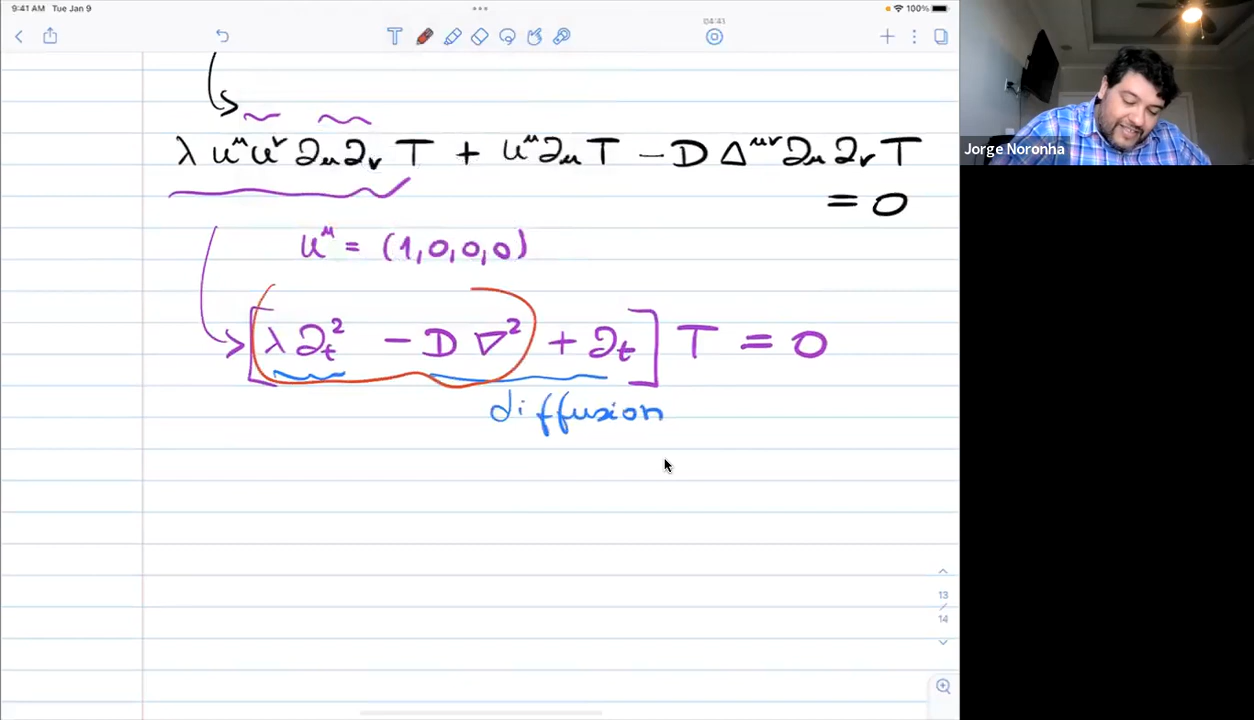 9:41 AM Tue Jan 9
100%
04:41
λ u^μ u^ν ∂_μ ∂_ν T + u^μ ∂_μ T − D Δ^{μν} ∂_μ ∂_ν T
= 0
u^μ = (1,0,0,0)
[λ ∂_t^2 − D ∇^2 + ∂_t] T = 0
diffusion
Jorge Noronha
13
/
14